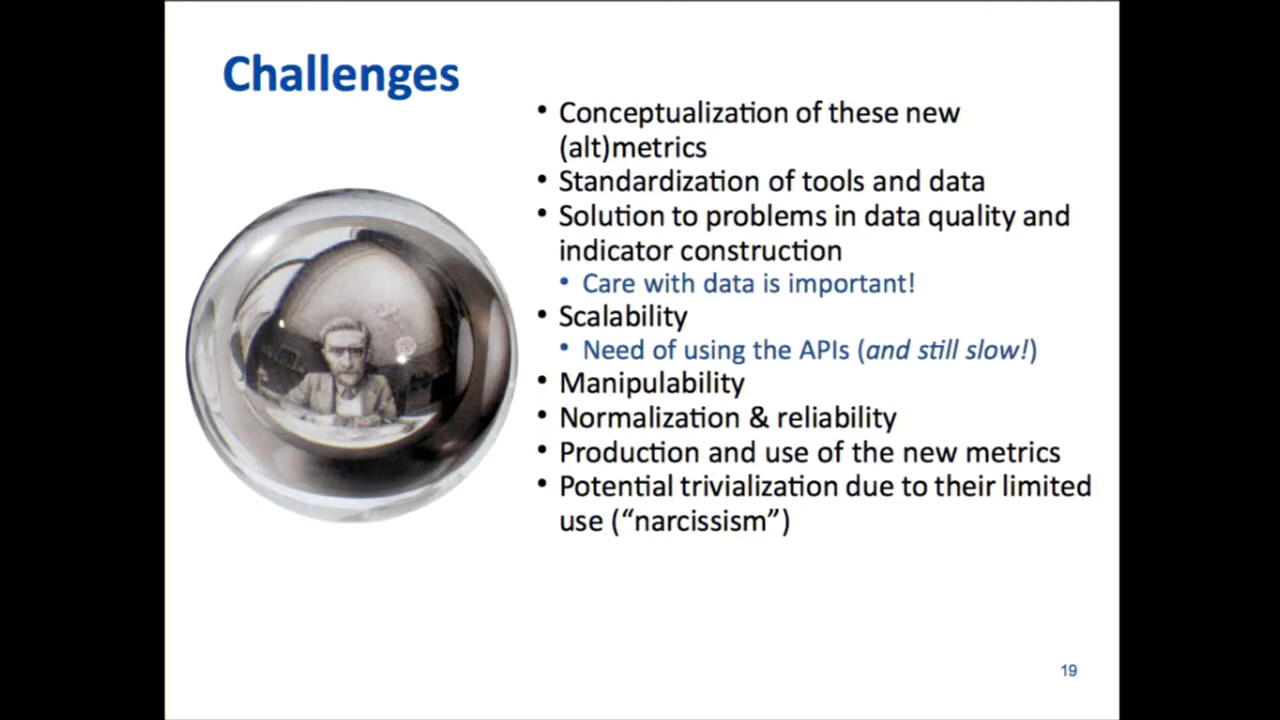 Challenges
• Conceptualization of these new
(alt)metrics
• Standardization of tools and data
• Solution to problems in data quality and
indicator construction
• Care with data is important!
• Scalability
• Need of using the APIs (and still slow!)
• Manipulability
• Normalization & reliability
• Production and use of the new metrics
• Potential trivialization due to their limited
use (“narcissism”)
19